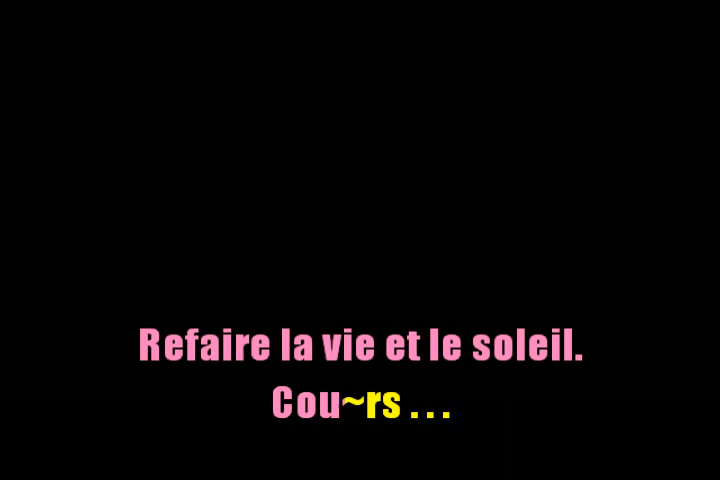 Refaire la vie et le soleil.
Cou~rs . . .